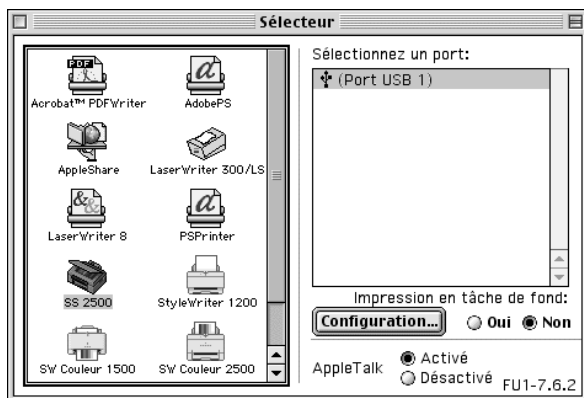 Sélecteur
Acrobat™ PDFWriter
AdobePS
AppleShare
LaserWriter 300/LS
LaserWriter 8
PSPrinter
SS 2500
StyleWriter 1200
SW Couleur 1500
SW Couleur 2500
Sélectionnez un port:
(Port USB 1)
Impression en tâche de fond:
Configuration...
Oui
Non
AppleTalk
Activé
Désactivé
FU1-7.6.2